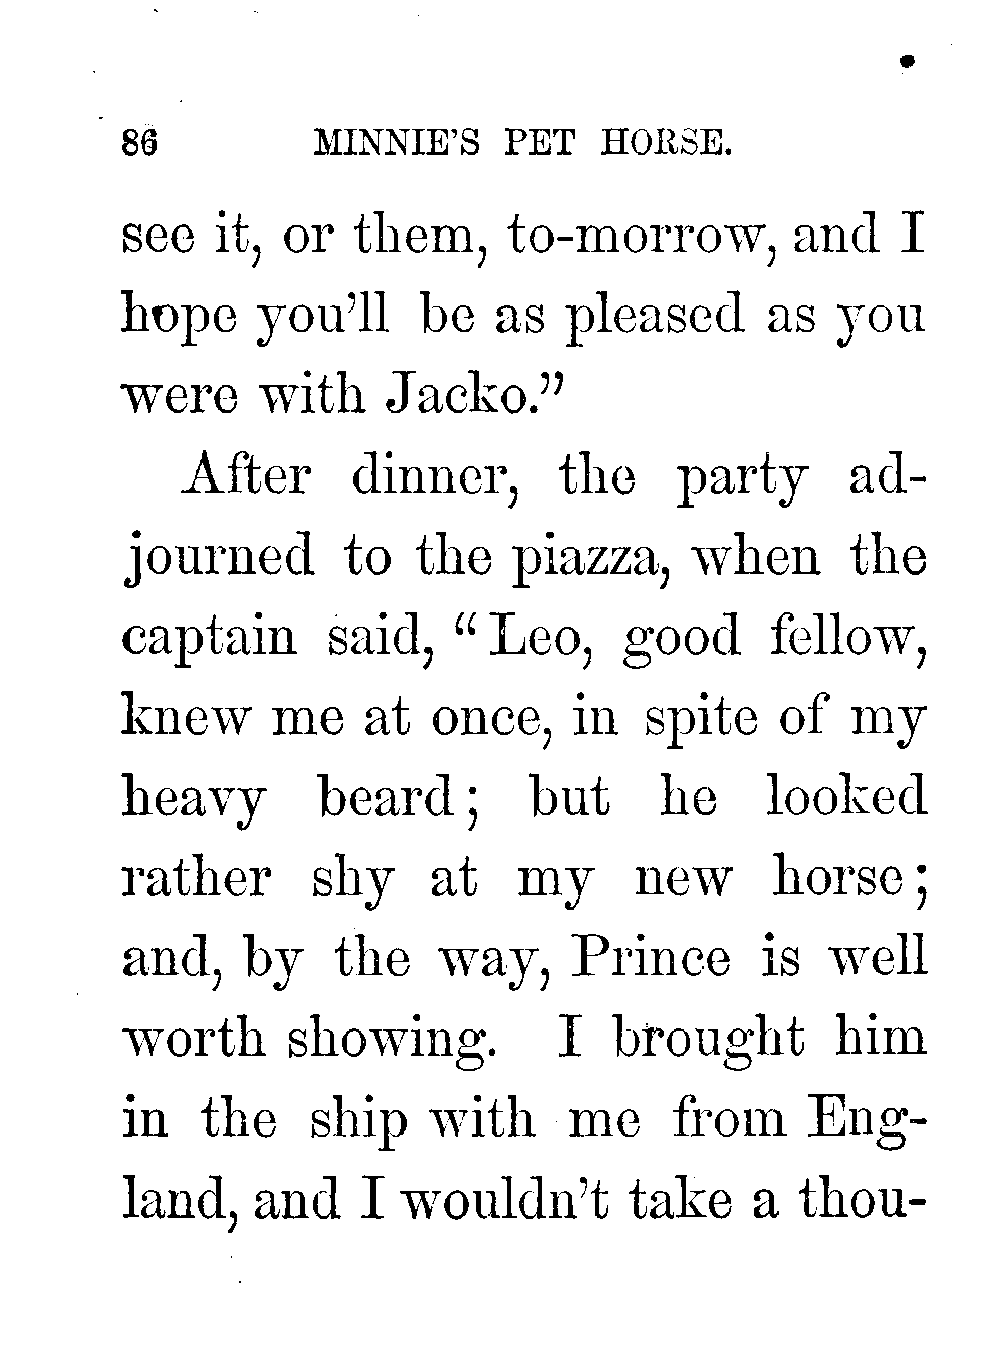 86 MINNIE'S PET HORSE.
see it, or them, to-morrow, and I
hope you'll be as pleased as you
were with Jacko."
After dinner, the party ad-
journed to the piazza, when the
captain said, "Leo, good fellow,
knew me at once, in spite of my
heavy beard; but he looked
rather shy at my new horse;
and, by the way, Prince is well
worth showing. I brought him
in the ship with me from Eng-
land, and I wouldn't take a thou-